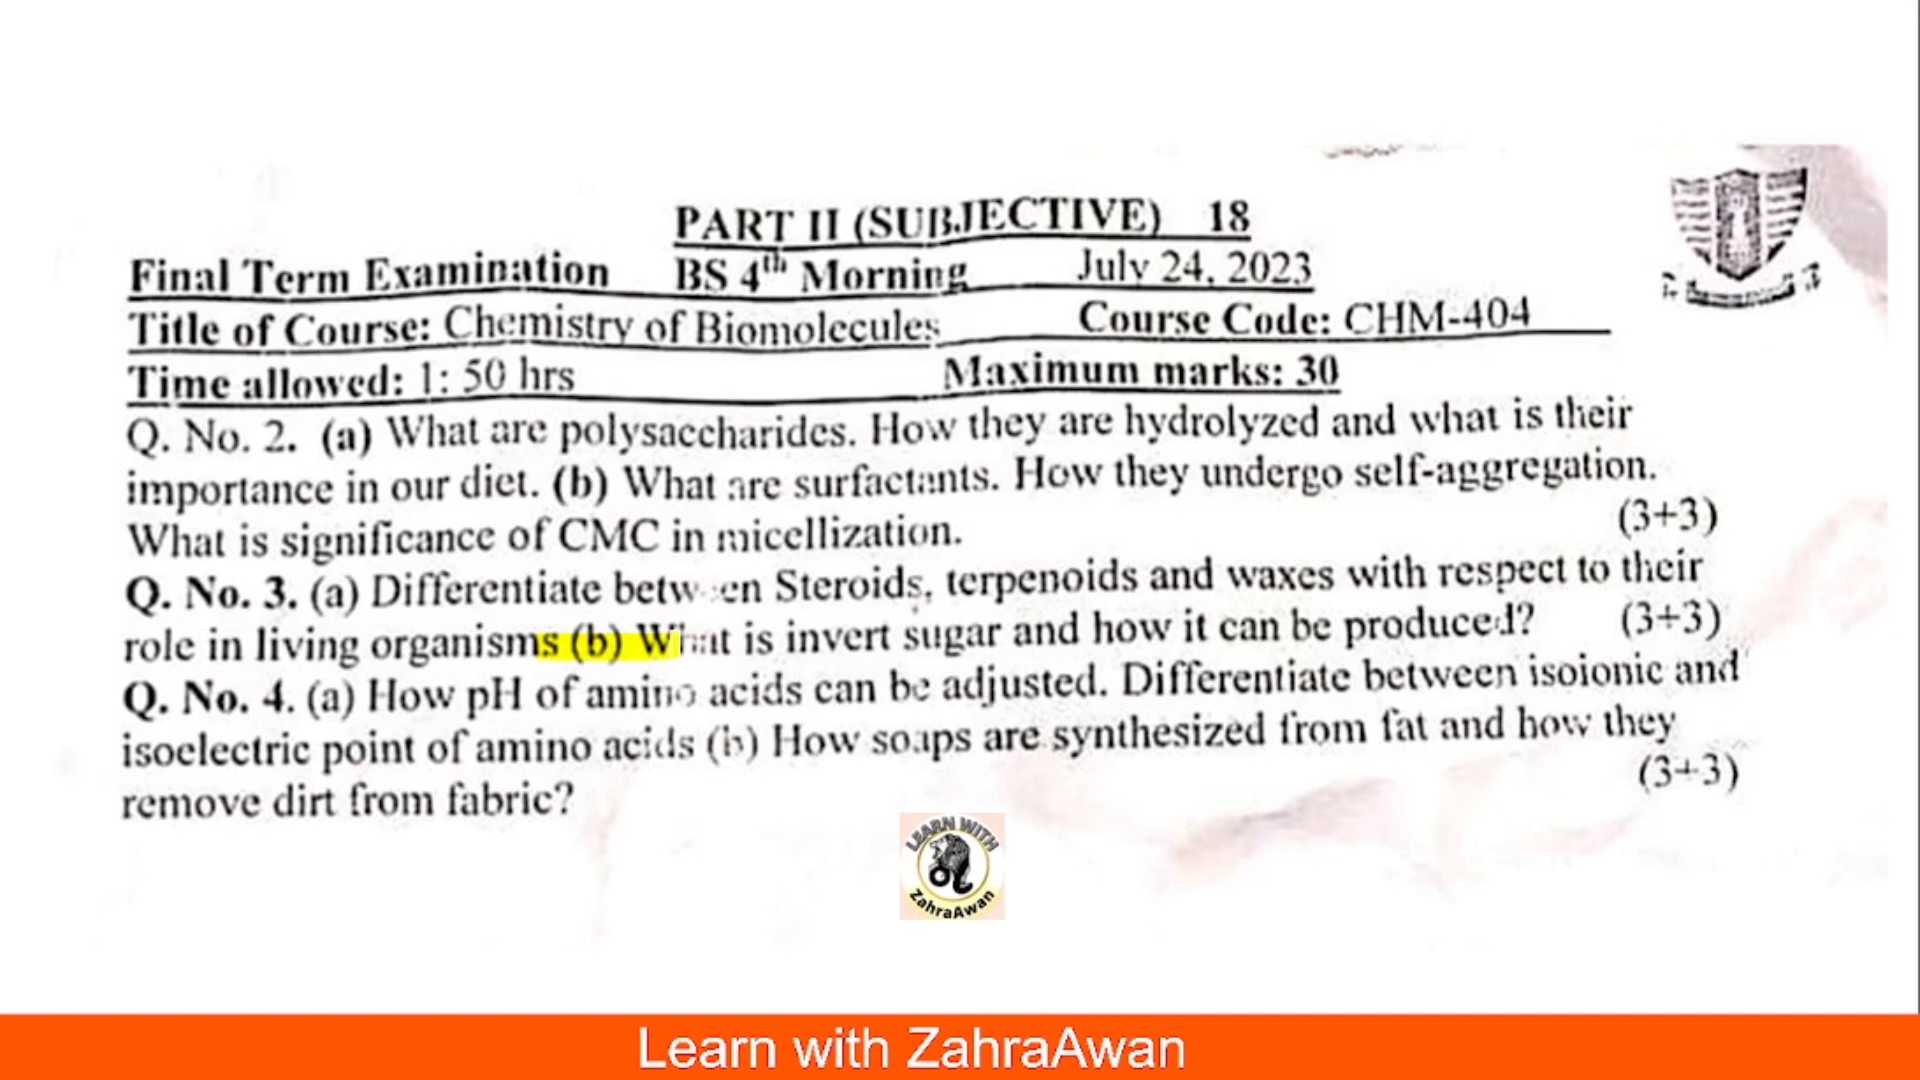 PART II (SUBJECTIVE) 18
Final Term Examination BS 4th Morning July 24, 2023
Title of Course: Chemistry of Biomolecules Course Code: CHM-404
Time allowed: 1: 50 hrs Maximum marks: 30
Q. No. 2. (a) What are polysaccharides. How they are hydrolyzed and what is their
importance in our diet. (b) What are surfactants. How they undergo self-aggregation.
What is significance of CMC in micellization. (3+3)
Q. No. 3. (a) Differentiate between Steroids, terpenoids and waxes with respect to their
role in living organisms (b) What is invert sugar and how it can be produced? (3+3)
Q. No. 4. (a) How pH of amino acids can be adjusted. Differentiate between isoionic and
isoelectric point of amino acids (b) How soaps are synthesized from fat and how they
remove dirt from fabric? (3+3)
LEARN WITH
ZahraAwan
Learn with ZahraAwan